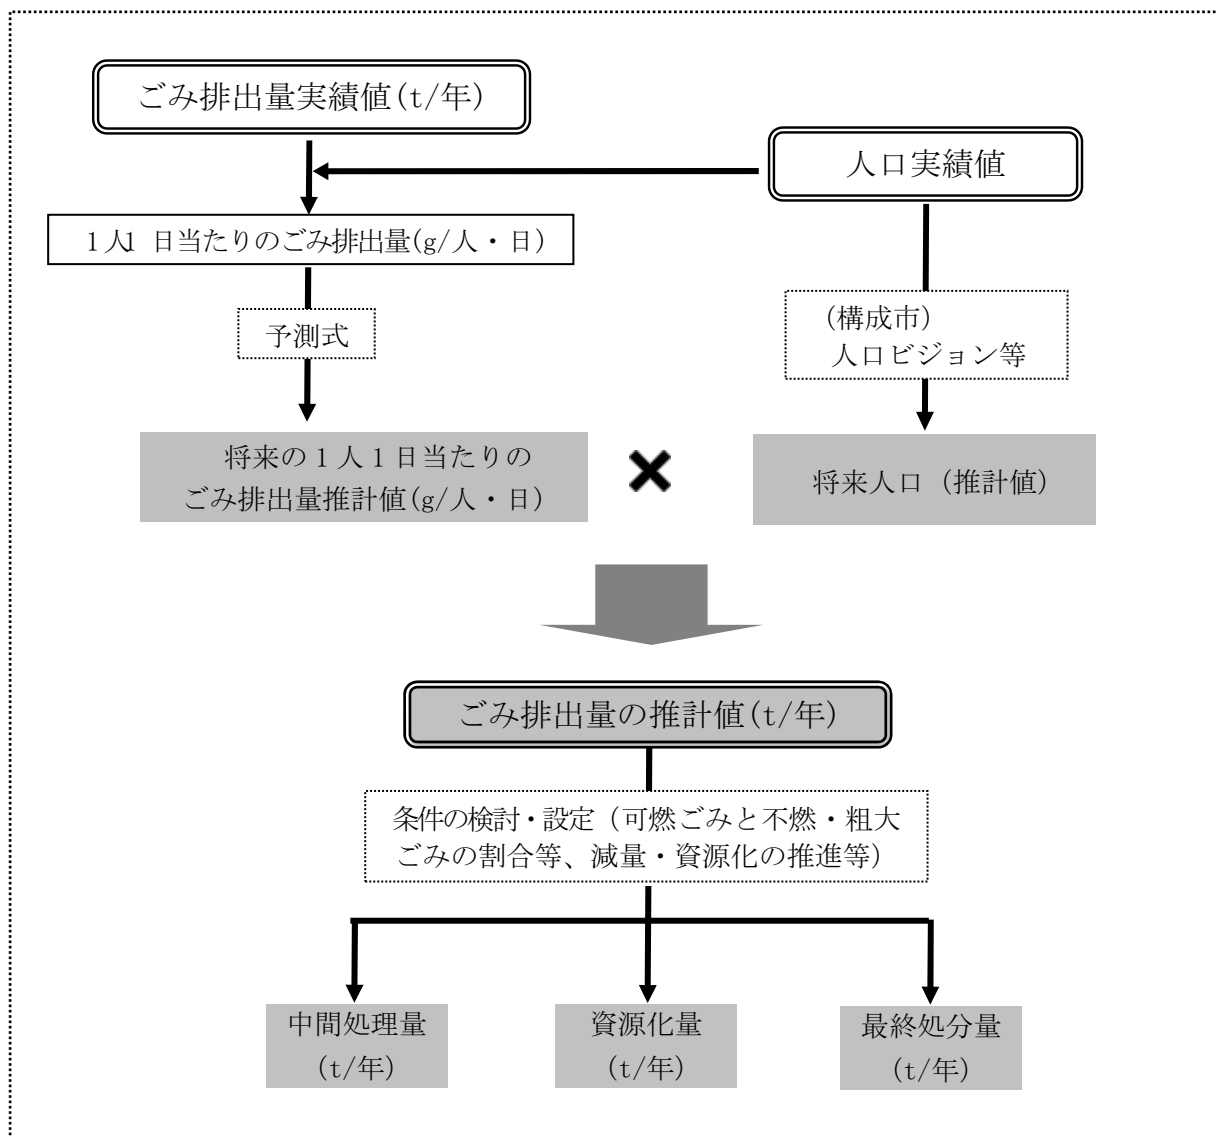 ごみ排出量実績値(t/年)
人口実績値
1人1 日当たりのごみ排出量(g/人・日)
(構成市)
人口ビジョン等
予測式
将来の1人1日当たりの
ごみ排出量推計値(g/人・日)
将来人口(推計値)
ごみ排出量の推計値(t/年)
条件の検討・設定(可燃ごみと不燃・粗大
ごみの割合等、減量・資源化の推進等)
中間処理量
(t/年)
資源化量
(t/年)
最終処分量
(t/年)